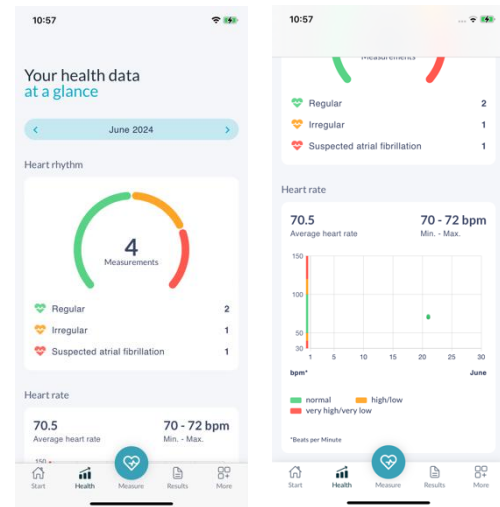 10:57
Your health data
at a glance
June 2024
Heart rhythm
4
Measurements
Regular 2
Irregular 1
Suspected atrial fibrillation 1
Heart rate
70.5 70 - 72 bpm
Average heart rate Min. - Max.
150
Start Health Measure Results More
10:57
Measurements
Regular 2
Irregular 1
Suspected atrial fibrillation 1
Heart rate
70.5 70 - 72 bpm
Average heart rate Min. - Max.
150
100
50
30
1 5 10 15 20 25 30
bpm* June
normal high/low
very high/very low
*Beats per Minute
Start Health Measure Results More